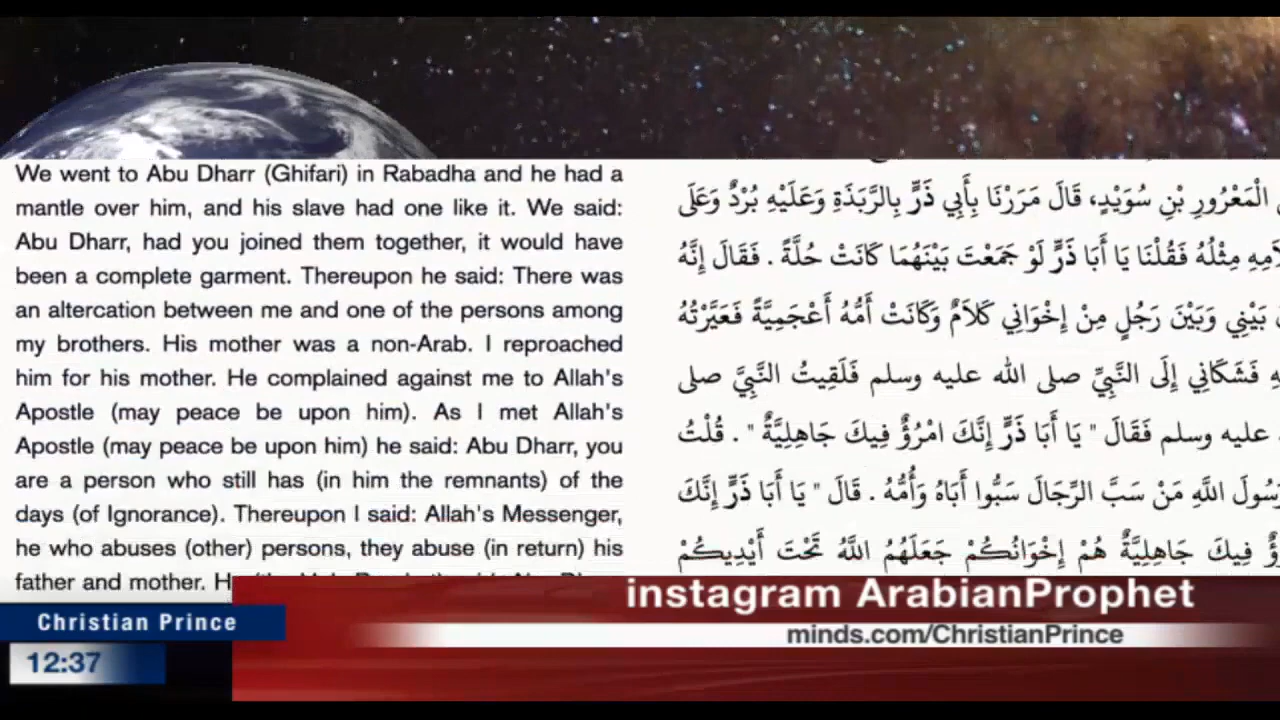 We went to Abu Dharr (Ghifari) in Rabadha and he had a
mantle over him, and his slave had one like it. We said:
Abu Dharr, had you joined them together, it would have
been a complete garment. Thereupon he said: There was
an altercation between me and one of the persons among
my brothers. His mother was a non-Arab. I reproached
him for his mother. He complained against me to Allah's
Apostle (may peace be upon him). As I met Allah's
Apostle (may peace be upon him) he said: Abu Dharr, you
are a person who still has (in him the remnants) of the
days (of Ignorance). Thereupon I said: Allah's Messenger,
he who abuses (other) persons, they abuse (in return) his
father and mother.
الْمَعْرُورِ بْنِ سُوَيْدٍ، قَالَ مَرَرْنَا بِأَبِي ذَرٍّ بِالرَّبَذَةِ وَعَلَيْهِ بُرْدٌ وَعَلَى
مِثْلُهُ فَقُلْنَا يَا أَبَا ذَرٍّ لَوْ جَمَعْتَ بَيْنَهُمَا كَانَتْ حُلَّةً . فَقَالَ إِنَّهُ
بَيْنِي وَبَيْنَ رَجُلٍ مِنْ إِخْوَانِي كَلاَمٌ وَكَانَتْ أُمُّهُ أَعْجَمِيَّةً فَعَيَّرْتُهُ
فَشَكَانِي إِلَى النَّبِيِّ صلى الله عليه وسلم فَلَقِيتُ النَّبِيَّ صلى
عليه وسلم فَقَالَ " يَا أَبَا ذَرٍّ إِنَّكَ امْرُؤٌ فِيكَ جَاهِلِيَّةٌ " . قُلْتُ
اللَّهِ مَنْ سَبَّ الرِّجَالَ سَبُّوا أَبَاهُ وَأُمَّهُ . قَالَ " يَا أَبَا ذَرٍّ إِنَّكَ
فِيكَ جَاهِلِيَّةٌ هُمْ إِخْوَانُكُمْ جَعَلَهُمُ اللَّهُ تَحْتَ أَيْدِيكُمْ
instagram ArabianProphet
minds.com/ChristianPrince
Christian Prince
12:37